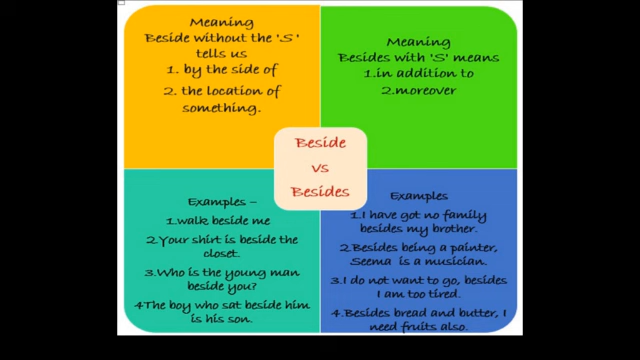 Meaning
Beside without the 'S'
tells us
1. by the side of
2. the location of
something.
Meaning
Besides with 'S' means
1.in addition to
2.moreover
Beside
vs
Besides
Examples –
1.walk beside me
2.Your shirt is beside the
closet.
3.Who is the young man
beside you?
4The boy who sat beside him
is his son.
Examples
1.I have got no family
besides my brother.
2.Besides being a painter,
Seema is a musician.
3.I do not want to go, besides
I am too tired.
4.Besides bread and butter, I
need fruits also.